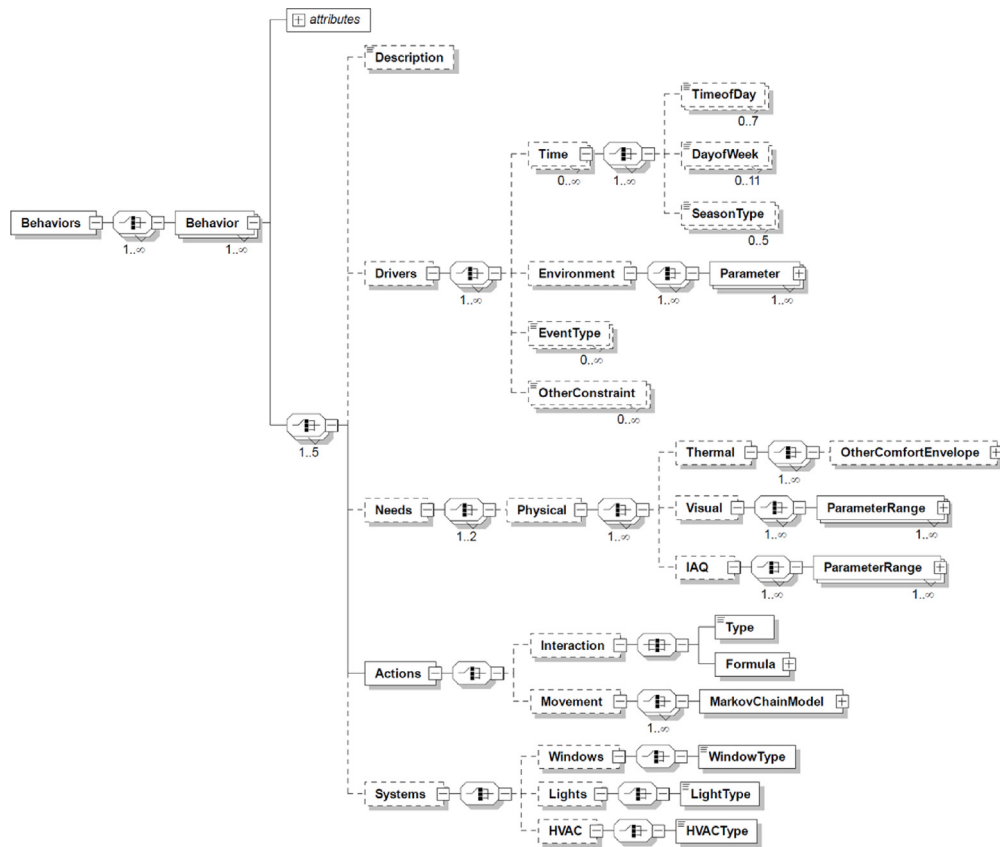 attributes
Description
TimeofDay
0..7
Time
0..∞
1..∞
DayofWeek
0..11
SeasonType
0..5
Behaviors
1..∞
Behavior
1..∞
Drivers
1..∞
Environment
1..∞
Parameter
1..∞
EventType
0..∞
OtherConstraint
0..∞
1..5
Thermal
1..∞
OtherComfortEnvelope
Needs
1..2
Physical
1..∞
Visual
1..∞
ParameterRange
1..∞
IAQ
1..∞
ParameterRange
1..∞
Type
Interaction
Formula
Actions
Movement
1..∞
MarkovChainModel
Windows
WindowType
Systems
Lights
LightType
HVAC
HVACType